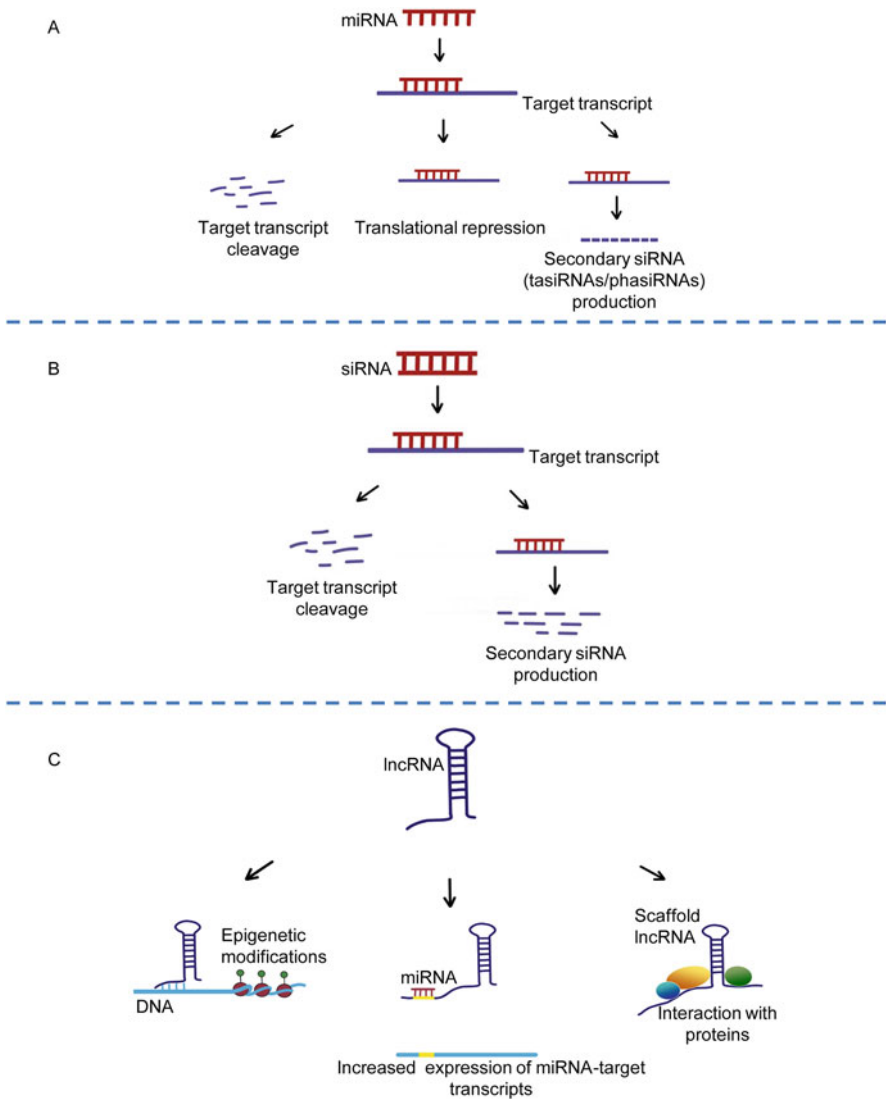 A
miRNA
Target transcript
Target transcript
cleavage
Translational repression
Secondary siRNA
(tasiRNAs/phasiRNAs)
production
B
siRNA
Target transcript
Target transcript
cleavage
Secondary siRNA
production
C
lncRNA
Epigenetic
modifications
DNA
miRNA
Increased expression of miRNA-target
transcripts
Scaffold
lncRNA
Interaction with
proteins